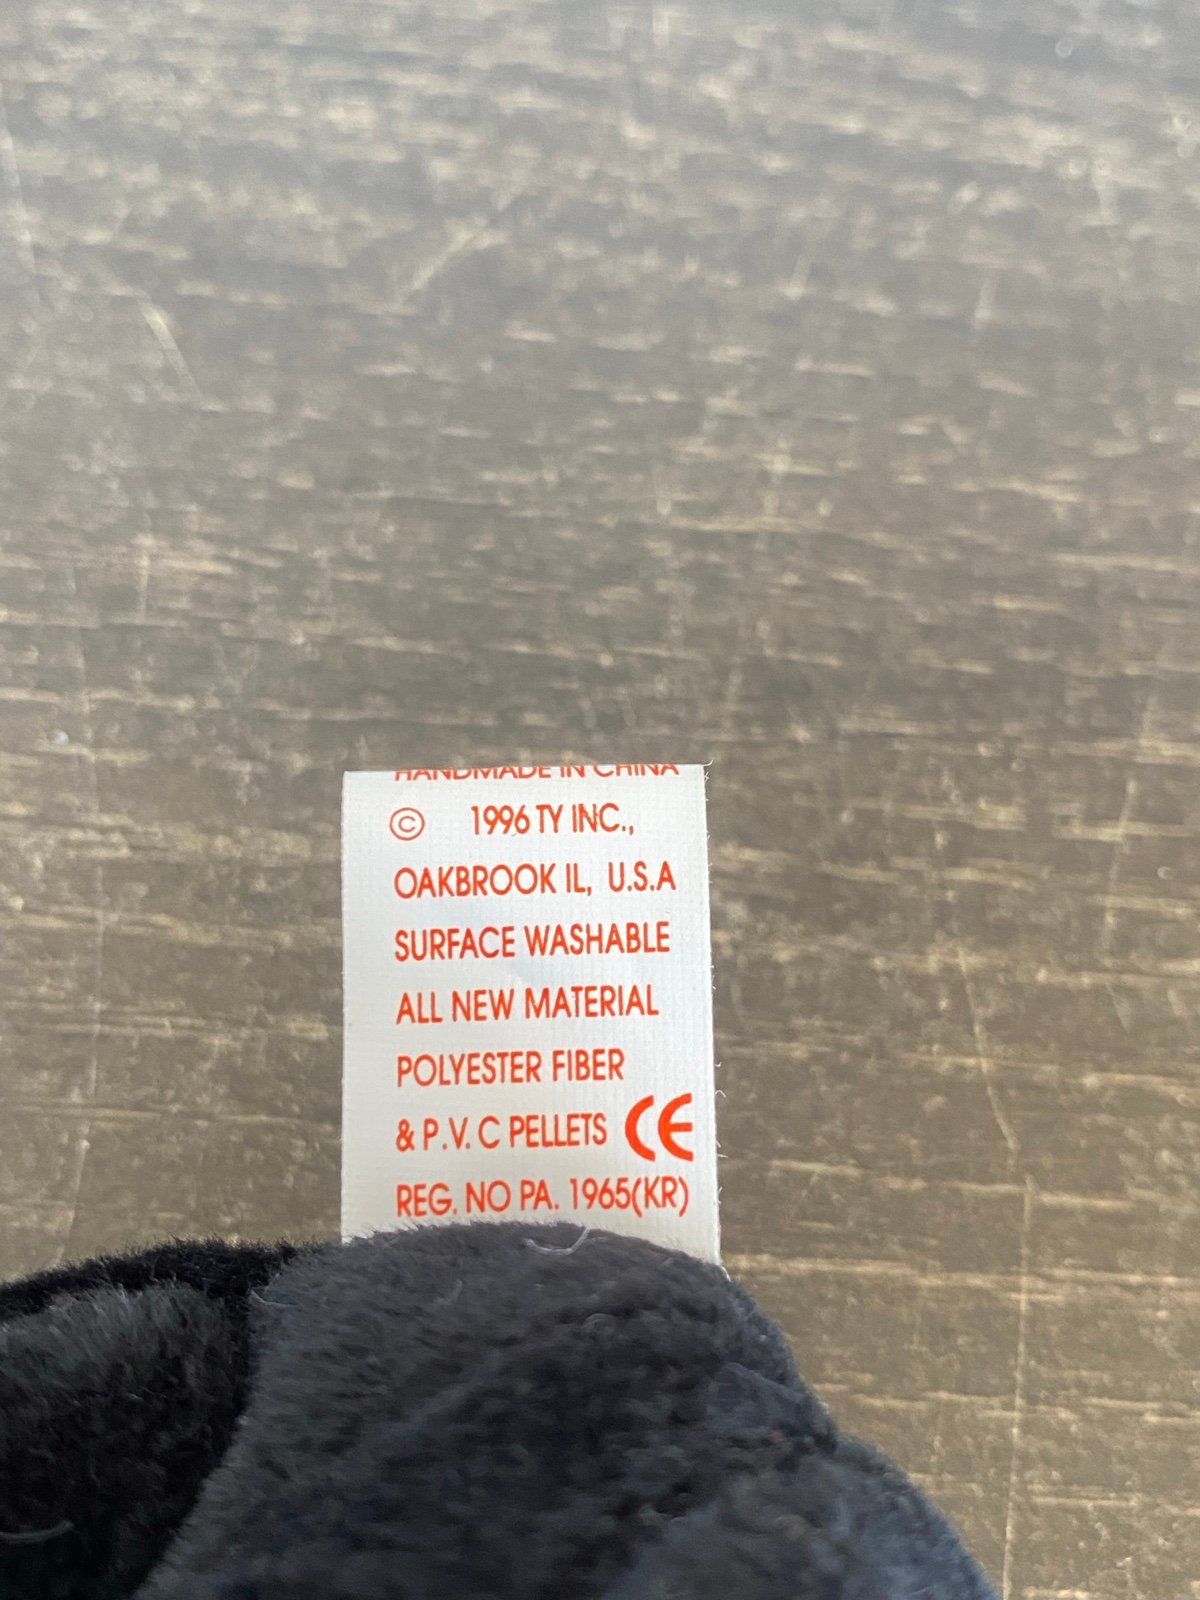 HANDMADE IN CHINA
© 1996 TY INC.,
OAKBROOK IL, U.S.A
SURFACE WASHABLE
ALL NEW MATERIAL
POLYESTER FIBER
& P.V. C PELLETS CE
REG. NO PA. 1965(KR)